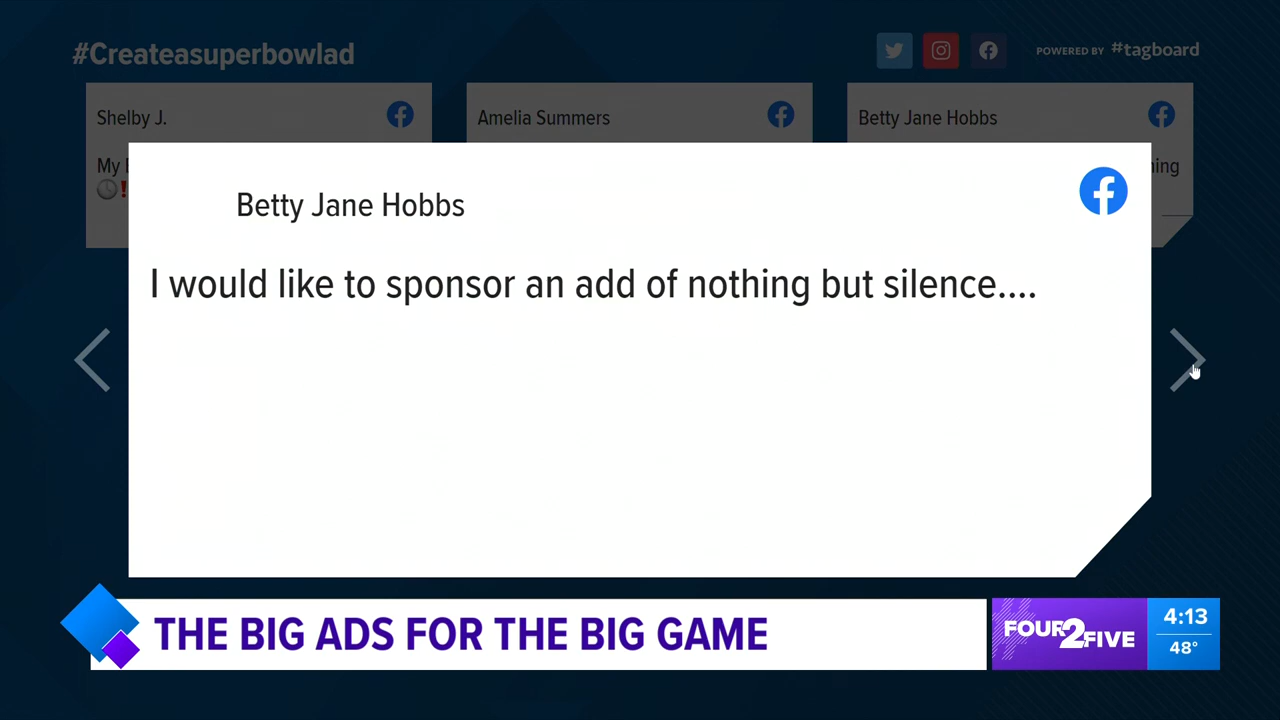 #Createasuperbowlad
POWERED BY #tagboard
Shelby J.
Amelia Summers
Betty Jane Hobbs
My
Betty Jane Hobbs
I would like to sponsor an add of nothing but silence....
THE BIG ADS FOR THE BIG GAME
FOUR2FIVE
4:13
48°